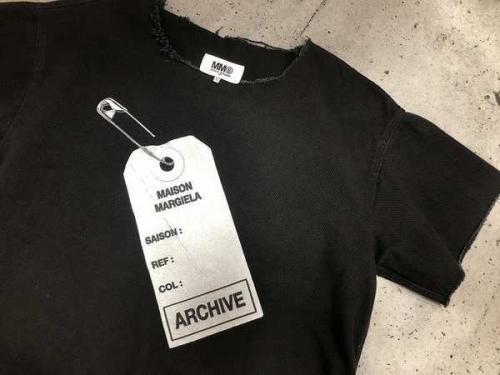 MM⑥
MAISON
MARGIELA
SAISON :
REF :
COL :
ARCHIVE